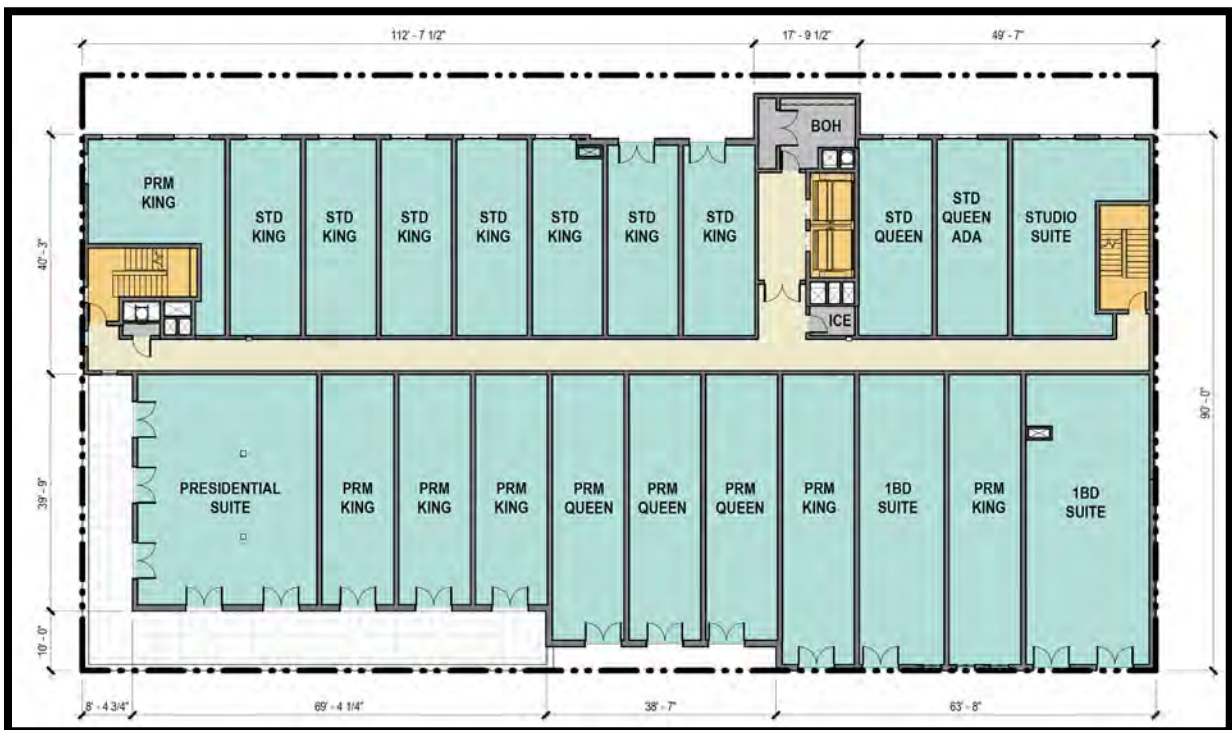 112' - 7 1/2"
17' - 9 1/2"
49' - 7"
BOH
PRM
KING
STD
KING
STD
KING
STD
KING
STD
KING
STD
KING
STD
KING
STD
KING
STD
QUEEN
STD
QUEEN
ADA
STUDIO
SUITE
40' - 3"
ICE
90' - 0"
PRESIDENTIAL
SUITE
PRM
KING
PRM
KING
PRM
KING
PRM
QUEEN
PRM
QUEEN
PRM
QUEEN
PRM
KING
1BD
SUITE
PRM
KING
1BD
SUITE
39' - 9"
10' - 0"
8' - 4 3/4"
69' - 4 1/4"
38' - 7"
63' - 8"